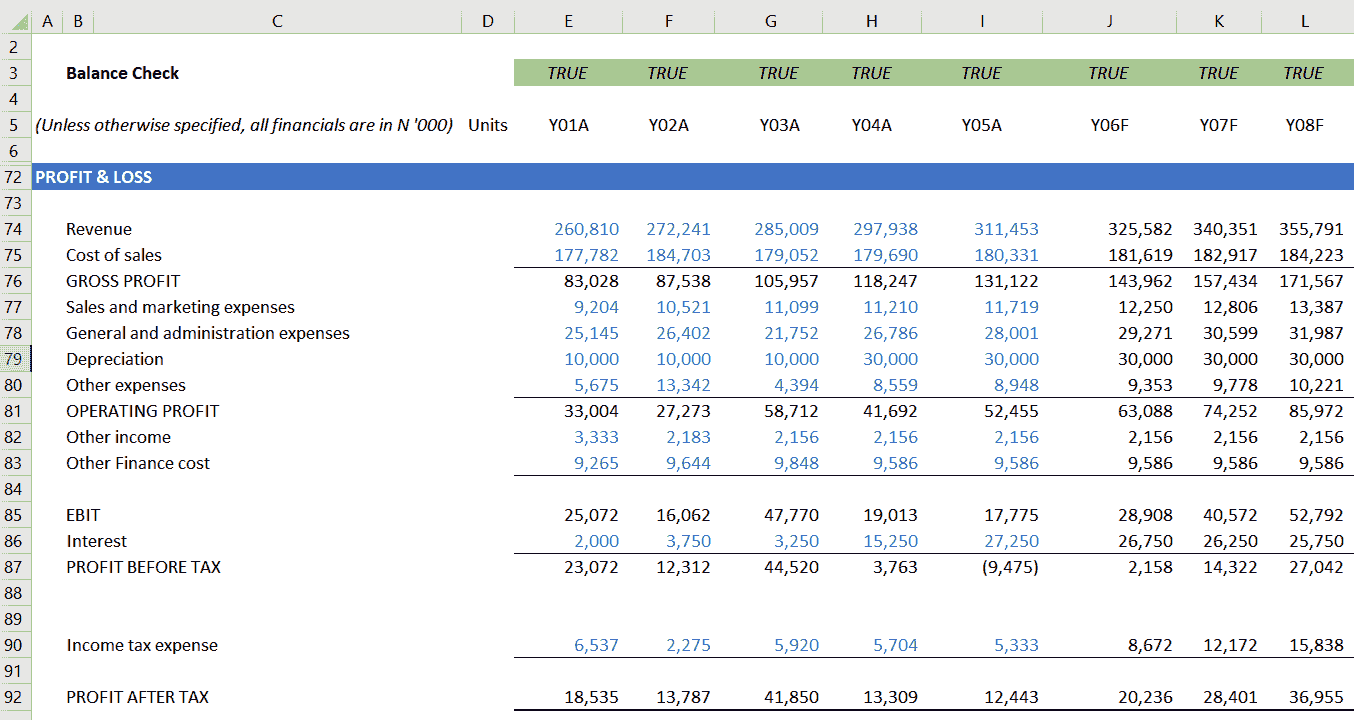 A B C D E F G H I J K L
2
3 Balance Check TRUE TRUE TRUE TRUE TRUE TRUE TRUE TRUE
4
5 (Unless otherwise specified, all financials are in N '000) Units Y01A Y02A Y03A Y04A Y05A Y06F Y07F Y08F
6
72 PROFIT & LOSS
73
74 Revenue 260,810 272,241 285,009 297,938 311,453 325,582 340,351 355,791
75 Cost of sales 177,782 184,703 179,052 179,690 180,331 181,619 182,917 184,223
76 GROSS PROFIT 83,028 87,538 105,957 118,247 131,122 143,962 157,434 171,567
77 Sales and marketing expenses 9,204 10,521 11,099 11,210 11,719 12,250 12,806 13,387
78 General and administration expenses 25,145 26,402 21,752 26,786 28,001 29,271 30,599 31,987
79 Depreciation 10,000 10,000 10,000 30,000 30,000 30,000 30,000 30,000
80 Other expenses 5,675 13,342 4,394 8,559 8,948 9,353 9,778 10,221
81 OPERATING PROFIT 33,004 27,273 58,712 41,692 52,455 63,088 74,252 85,972
82 Other income 3,333 2,183 2,156 2,156 2,156 2,156 2,156 2,156
83 Other Finance cost 9,265 9,644 9,848 9,586 9,586 9,586 9,586 9,586
84
85 EBIT 25,072 16,062 47,770 19,013 17,775 28,908 40,572 52,792
86 Interest 2,000 3,750 3,250 15,250 27,250 26,750 26,250 25,750
87 PROFIT BEFORE TAX 23,072 12,312 44,520 3,763 (9,475) 2,158 14,322 27,042
88
89
90 Income tax expense 6,537 2,275 5,920 5,704 5,333 8,672 12,172 15,838
91
92 PROFIT AFTER TAX 18,535 13,787 41,850 13,309 12,443 20,236 28,401 36,955